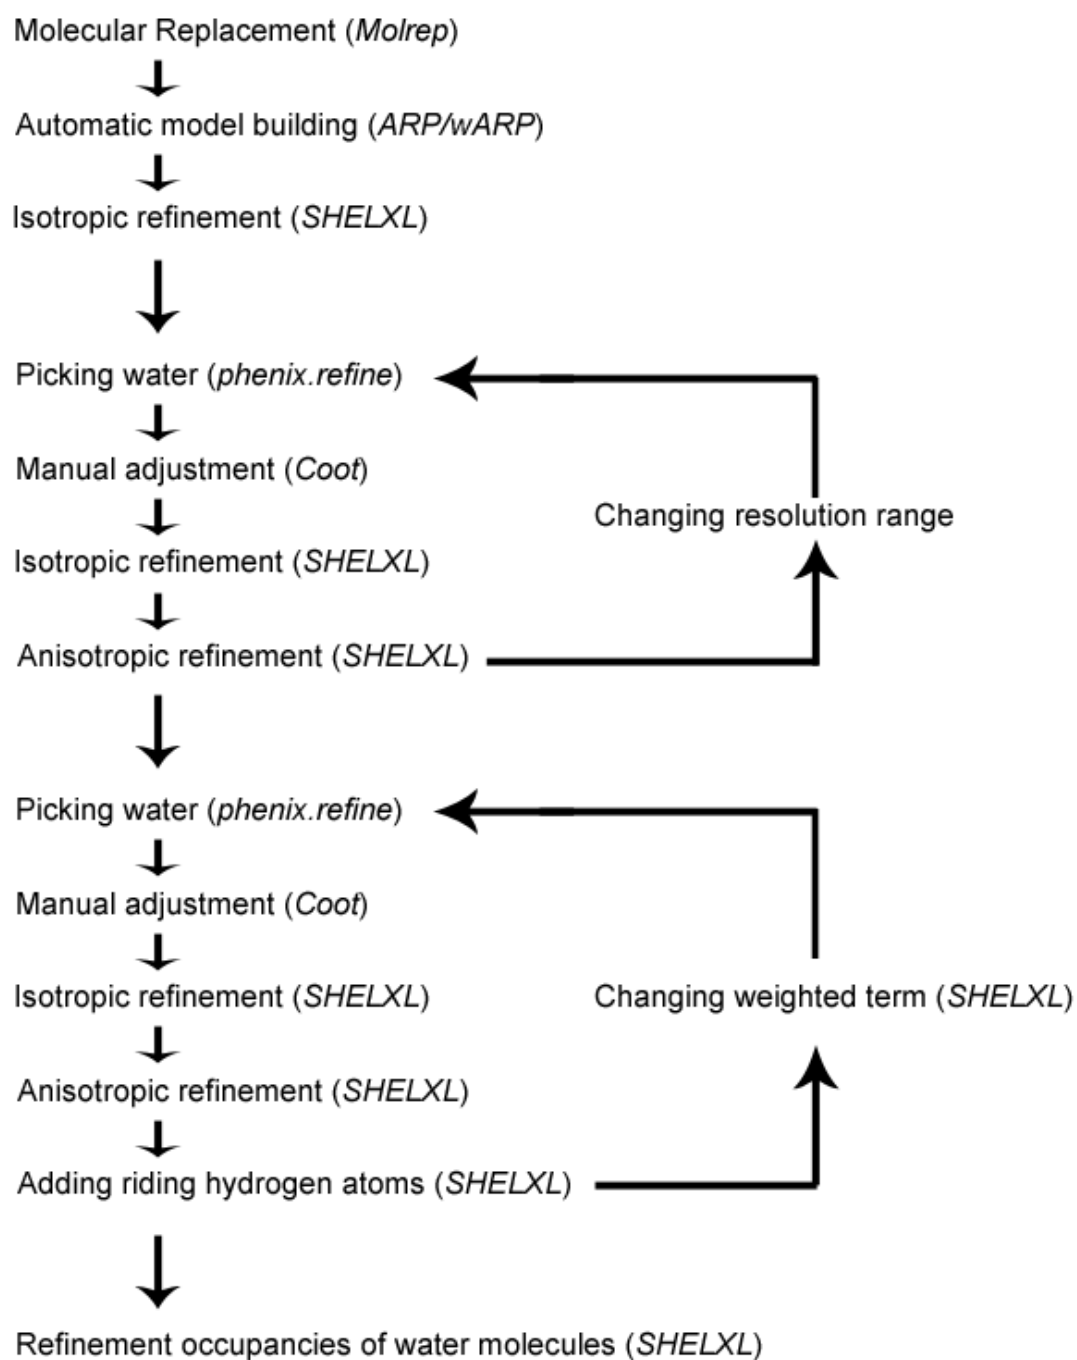 Molecular Replacement (Molrep)
Automatic model building (ARP/wARP)
Isotropic refinement (SHELXL)
Picking water (phenix.refine)
Manual adjustment (Coot)
Changing resolution range
Isotropic refinement (SHELXL)
Anisotropic refinement (SHELXL)
Picking water (phenix.refine)
Manual adjustment (Coot)
Isotropic refinement (SHELXL)
Changing weighted term (SHELXL)
Anisotropic refinement (SHELXL)
Adding riding hydrogen atoms (SHELXL)
Refinement occupancies of water molecules (SHELXL)